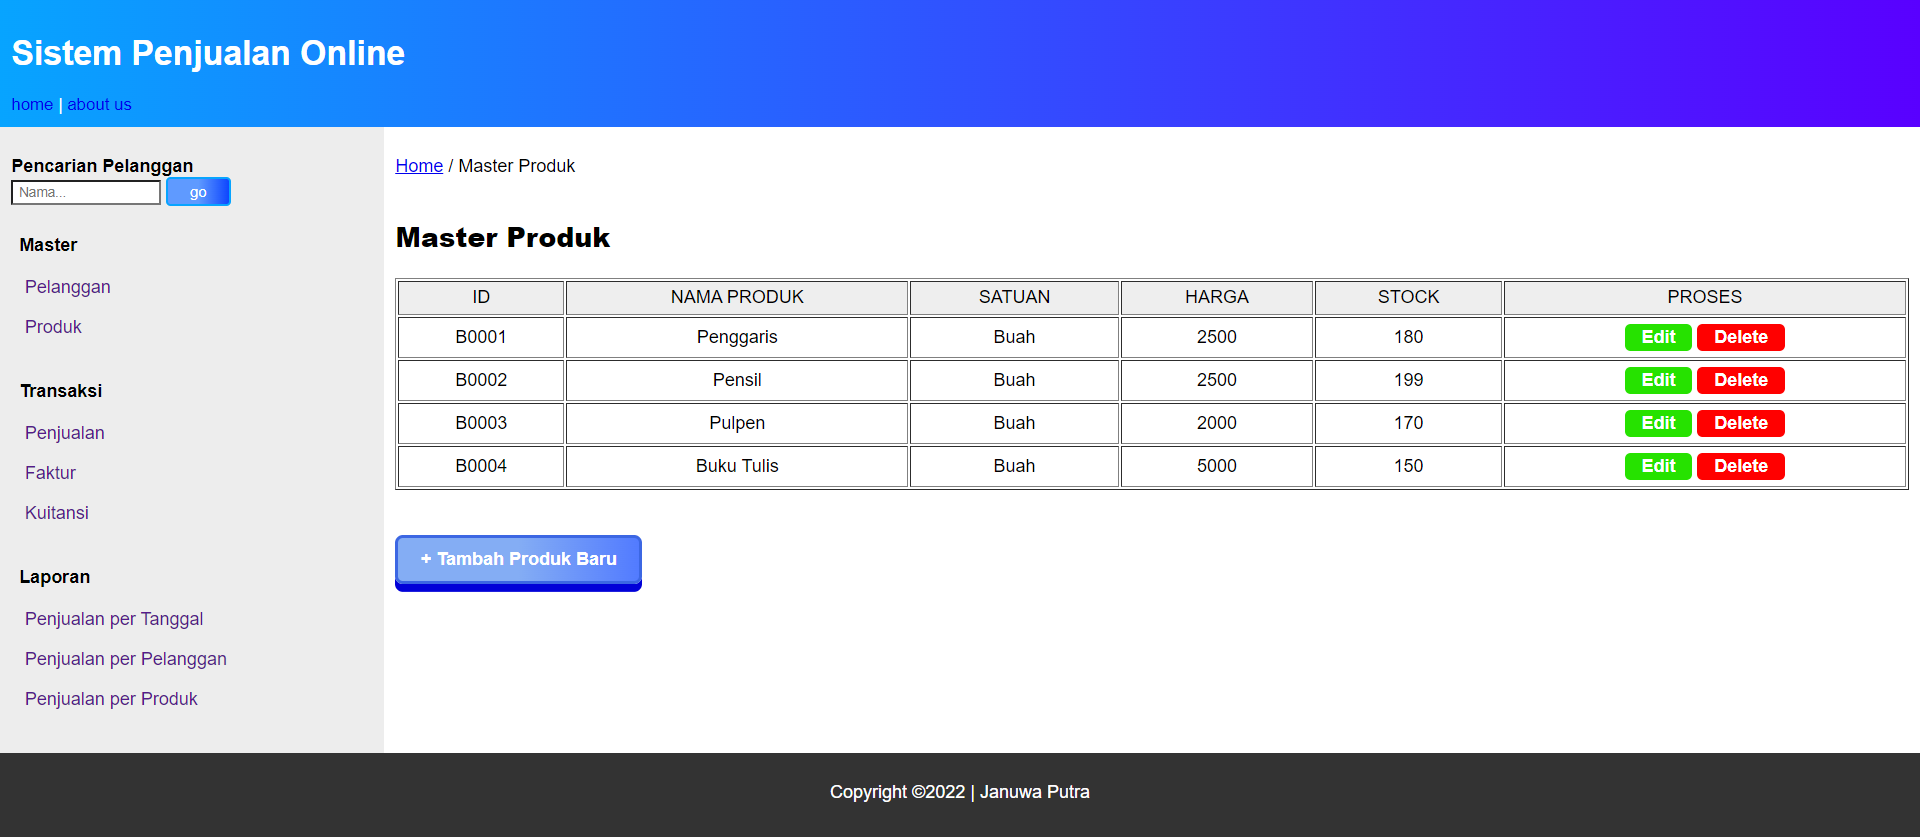 Sistem Penjualan Online
home | about us
Pencarian Pelanggan
Nama... go
Master
Pelanggan
Produk
Transaksi
Penjualan
Faktur
Kuitansi
Laporan
Penjualan per Tanggal
Penjualan per Pelanggan
Penjualan per Produk
Home / Master Produk
Master Produk
ID NAMA PRODUK SATUAN HARGA STOCK PROSES
B0001 Penggaris Buah 2500 180 Edit Delete
B0002 Pensil Buah 2500 199 Edit Delete
B0003 Pulpen Buah 2000 170 Edit Delete
B0004 Buku Tulis Buah 5000 150 Edit Delete
+ Tambah Produk Baru
Copyright ©2022 | Januwa Putra